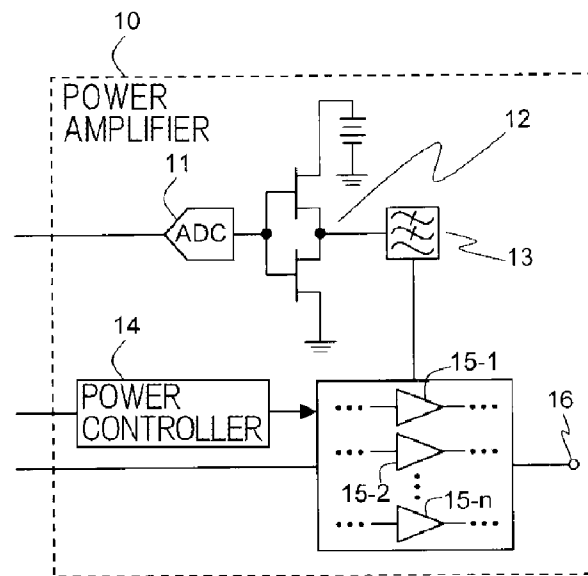 10
POWER
AMPLIFIER
12
11
ADC
13
14
POWER
CONTROLLER
15-1
16
15-2
15-n